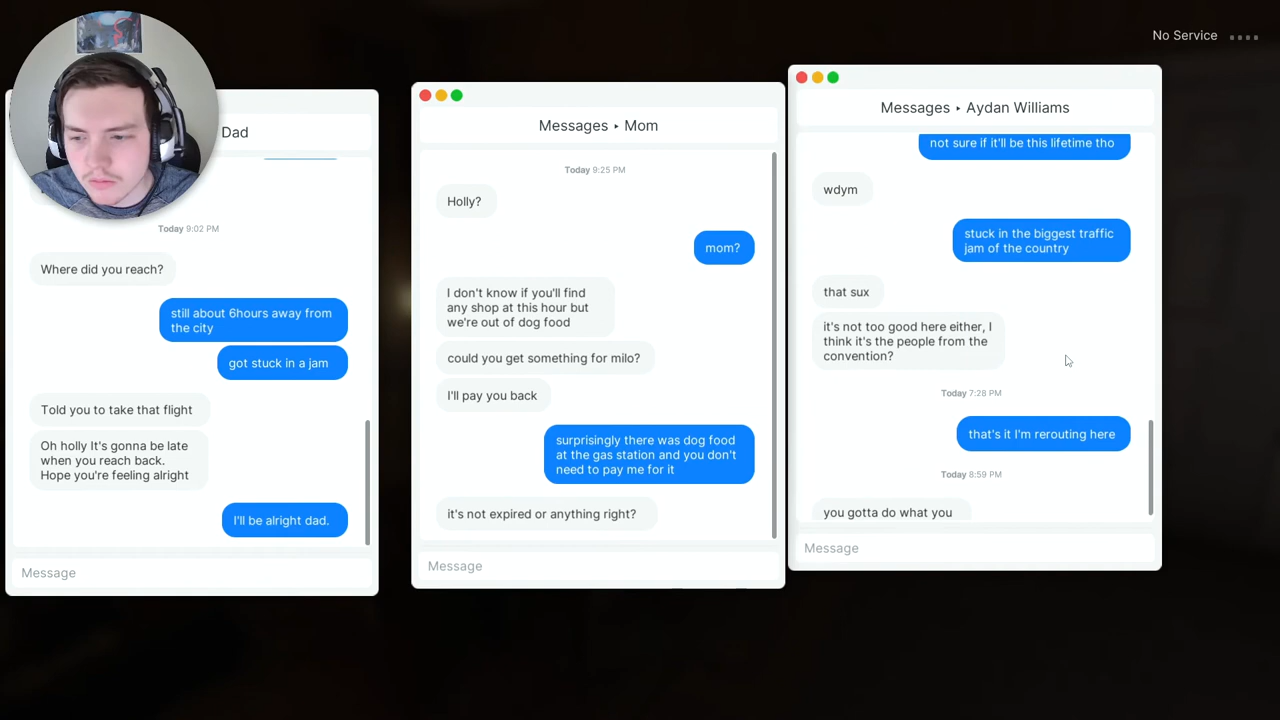 No Service
Dad
Today 9:02 PM
Where did you reach?
still about 6hours away from
the city
got stuck in a jam
Told you to take that flight
Oh holly It's gonna be late
when you reach back.
Hope you're feeling alright
I'll be alright dad.
Message
Messages ▸ Mom
Today 9:25 PM
Holly?
mom?
I don't know if you'll find
any shop at this hour but
we're out of dog food
could you get something for milo?
I'll pay you back
surprisingly there was dog food
at the gas station and you don't
need to pay me for it
it's not expired or anything right?
Message
Messages ▸ Aydan Williams
not sure if it'll be this lifetime tho
wdym
stuck in the biggest traffic
jam of the country
that sux
it's not too good here either, I
think it's the people from the
convention?
Today 7:28 PM
that's it I'm rerouting here
Today 8:59 PM
you gotta do what you
Message